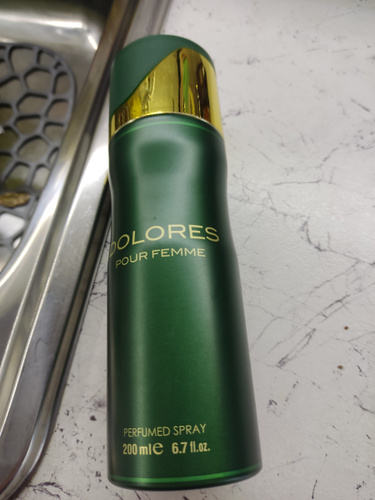 DOLORES
POUR FEMME
PERFUMED SPRAY
200 ml℮ 6.7 fl.oz.